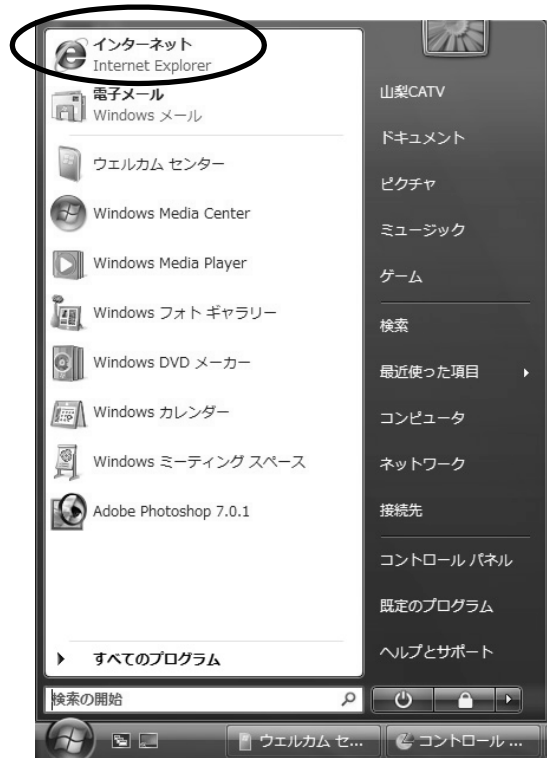 インターネット
Internet Explorer
電子メール
Windows メール
ウェルカム センター
Windows Media Center
Windows Media Player
Windows フォト ギャラリー
Windows DVD メーカー
Windows カレンダー
Windows ミーティング スペース
Adobe Photoshop 7.0.1
すべてのプログラム
検索の開始
山梨CATV
ドキュメント
ピクチャ
ミュージック
ゲーム
検索
最近使った項目
コンピュータ
ネットワーク
接続先
コントロール パネル
既定のプログラム
ヘルプとサポート
ウェルカム セ...
コントロール ...